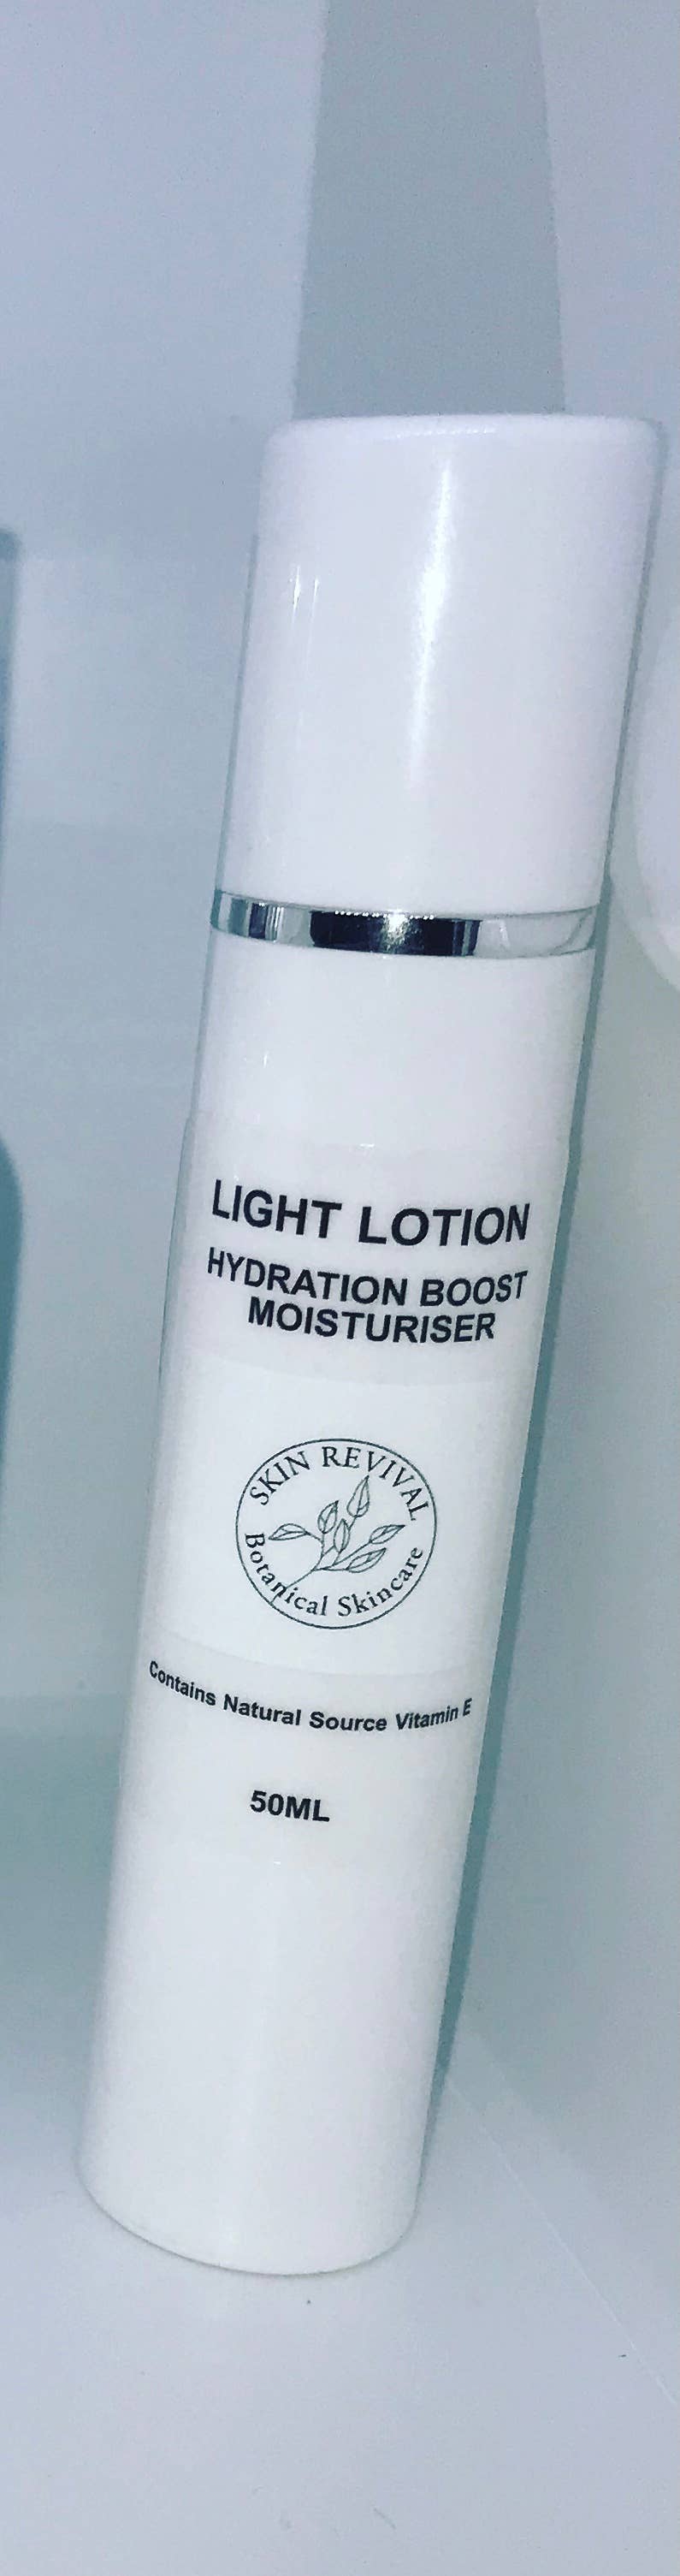 LIGHT LOTION
HYDRATION BOOST
MOISTURISER
SKIN REVIVAL
Botanical Skincare
Contains Natural Source Vitamin E
50ML